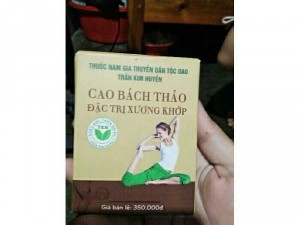 THUỐC NAM GIA TRUYỀN DÂN TỘC DAO
TRẦN KIM HUYỀN
CAO BÁCH THẢO
ĐẶC TRỊ XƯƠNG KHỚP
TKH
Giá bán lẻ: 350.000đ